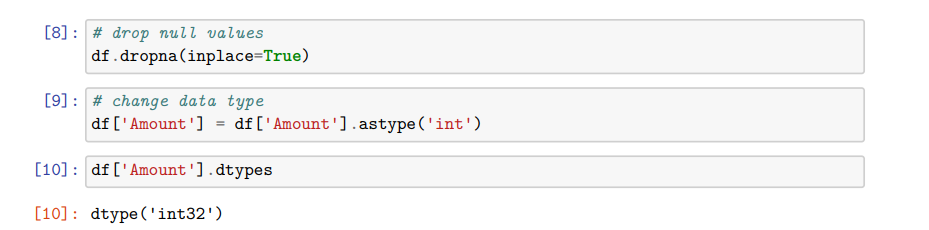 [8]: # drop null values
df.dropna(inplace=True)
[9]: # change data type
df['Amount'] = df['Amount'].astype('int')
[10]: df['Amount'].dtypes
[10]: dtype('int32')